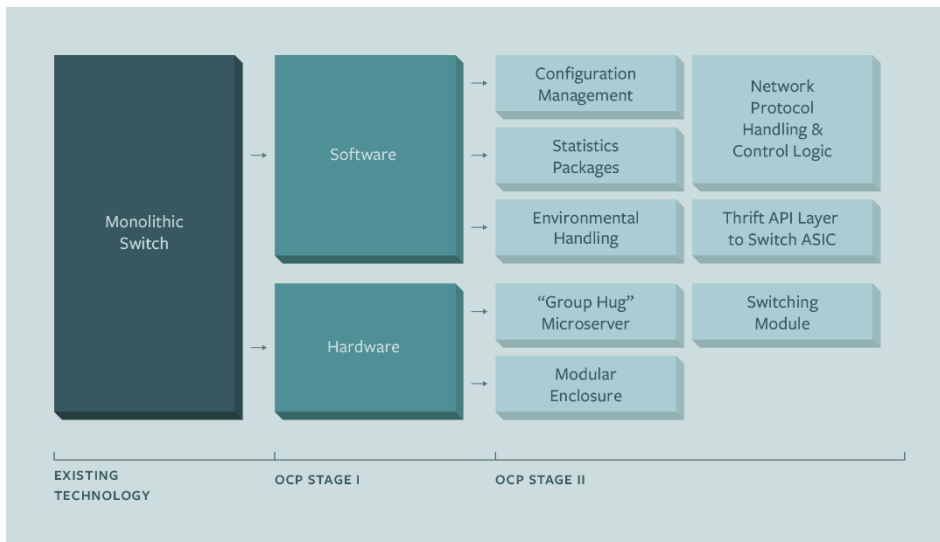 Monolithic
Switch
Software
Hardware
Configuration
Management
Statistics
Packages
Environmental
Handling
Network
Protocol
Handling &
Control Logic
Thrift API Layer
to Switch ASIC
“Group Hug”
Microserver
Switching
Module
Modular
Enclosure
EXISTING
TECHNOLOGY
OCP STAGE I
OCP STAGE II